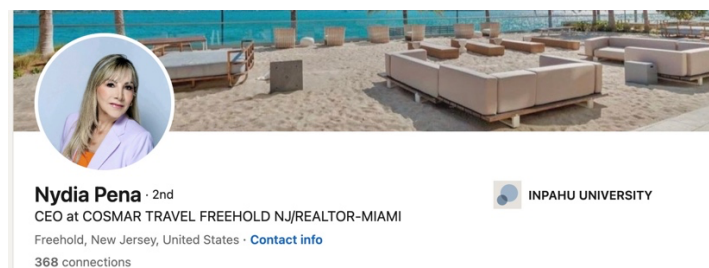 Nydia Pena · 2nd
CEO at COSMAR TRAVEL FREEHOLD NJ/REALTOR-MIAMI
Freehold, New Jersey, United States · Contact info
368 connections
INPAHU UNIVERSITY